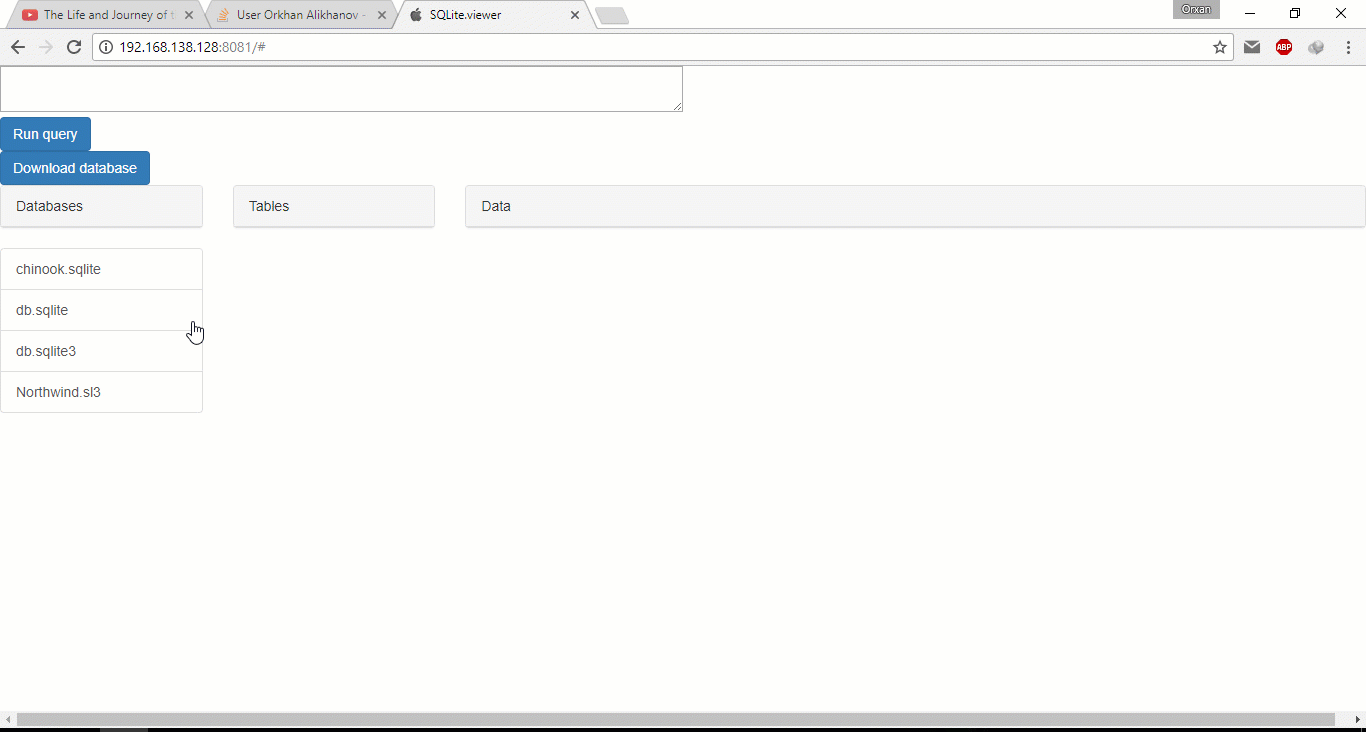 The Life and Journey of t
User Orkhan Alikhanov -
SQLite.viewer
Orxan
192.168.138.128:8081/#
ABP
Run query
Download database
Databases
Tables
Data
chinook.sqlite
db.sqlite
db.sqlite3
Northwind.sl3